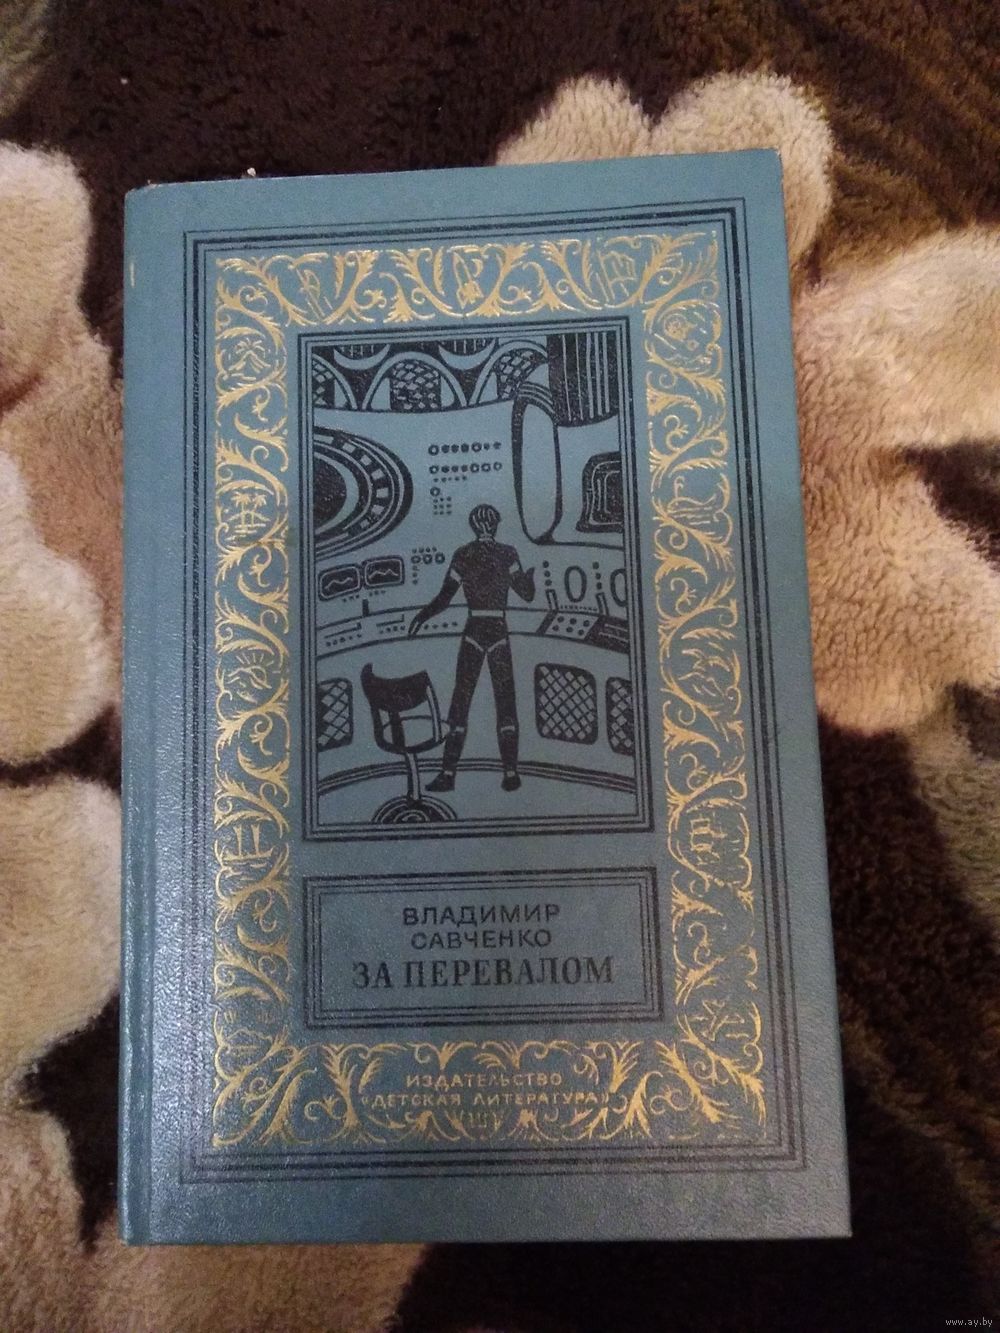 ВЛАДИМИР
САВЧЕНКО
ЗА ПЕРЕВАЛОМ
ИЗДАТЕЛЬСТВО
«ДЕТСКАЯ ЛИТЕРАТУРА»
www.ay.by